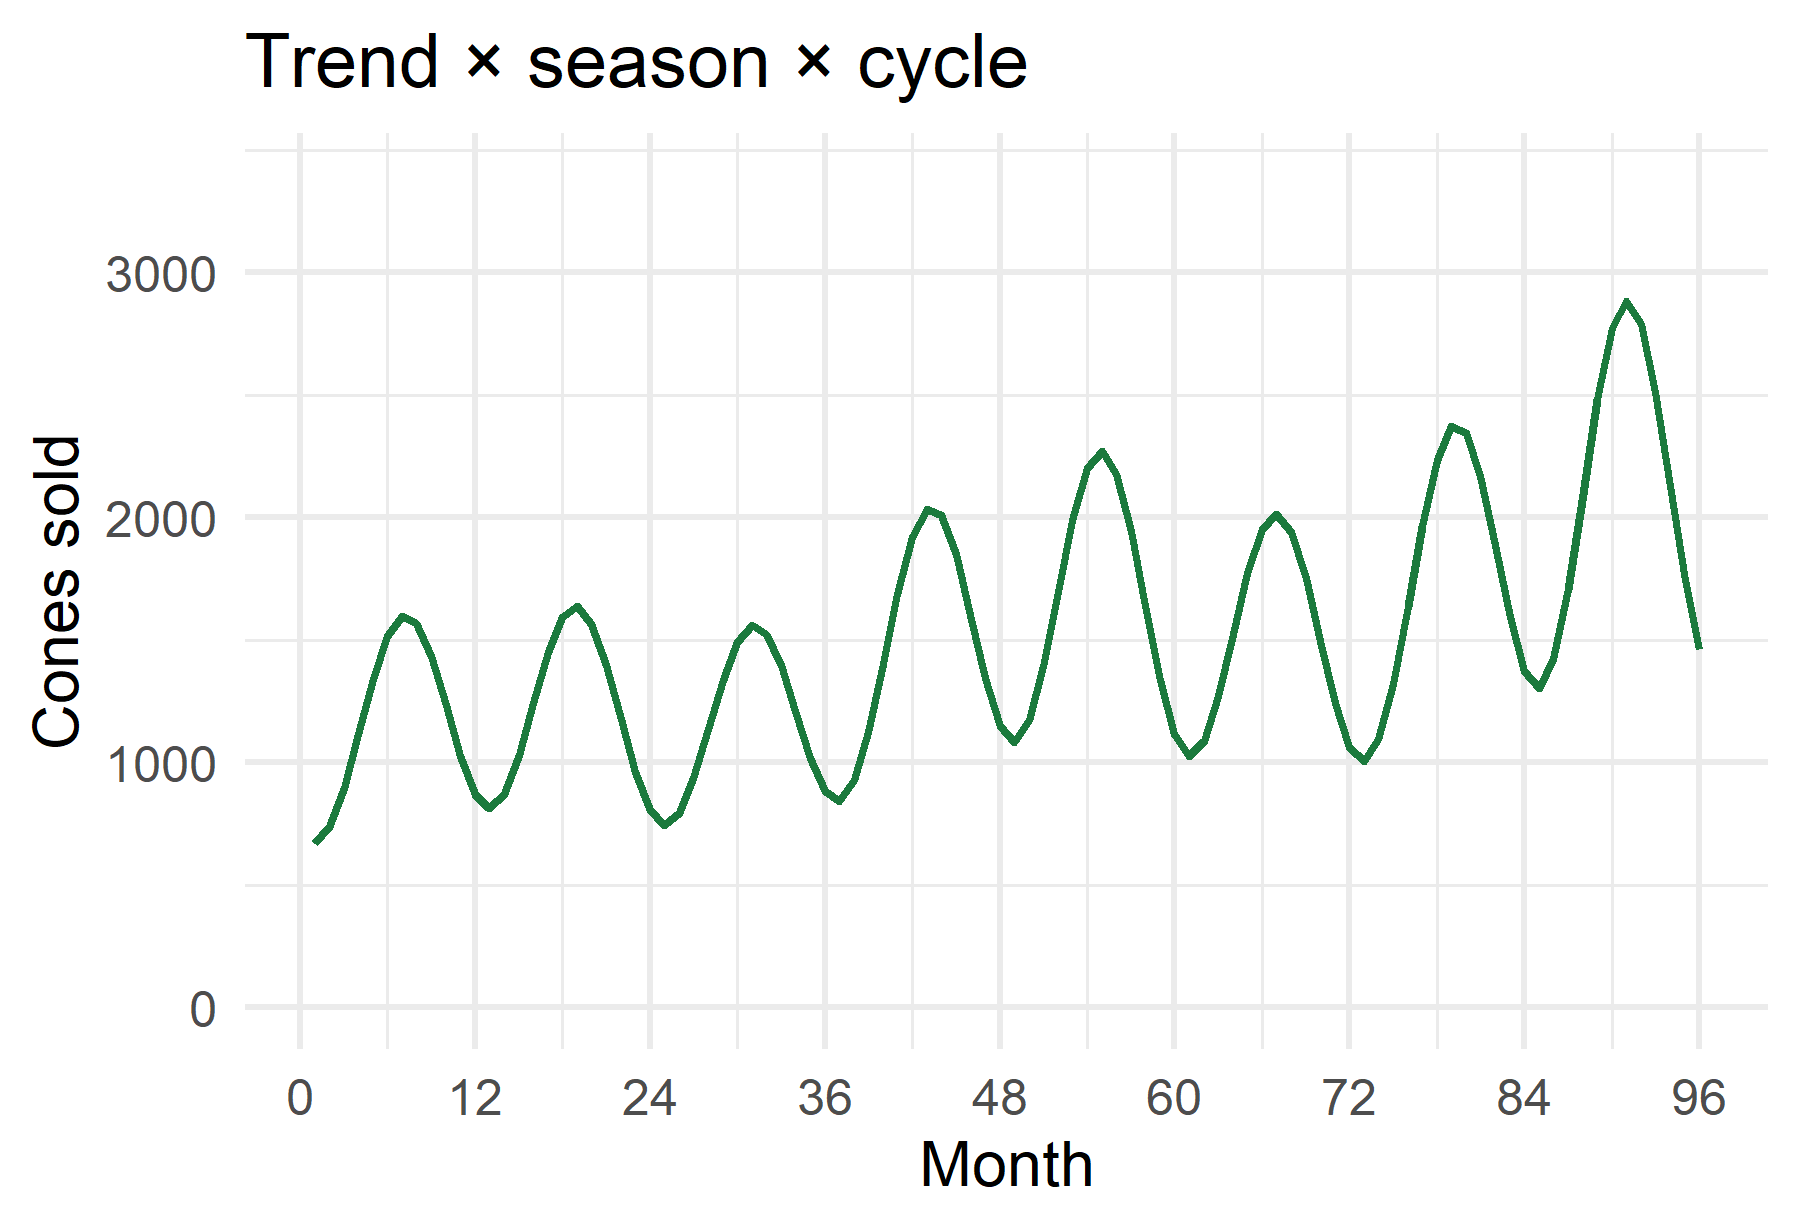 Trend × season × cycle
Cones sold
3000
2000
1000
0
0 12 24 36 48 60 72 84 96
Month